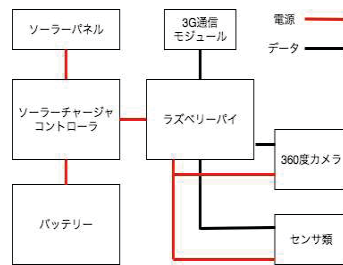 ソーラーパネル
3G通信
モジュール
電源
データ
ソーラーチャージャ
コントローラ
ラズベリーパイ
360度カメラ
バッテリー
センサ類